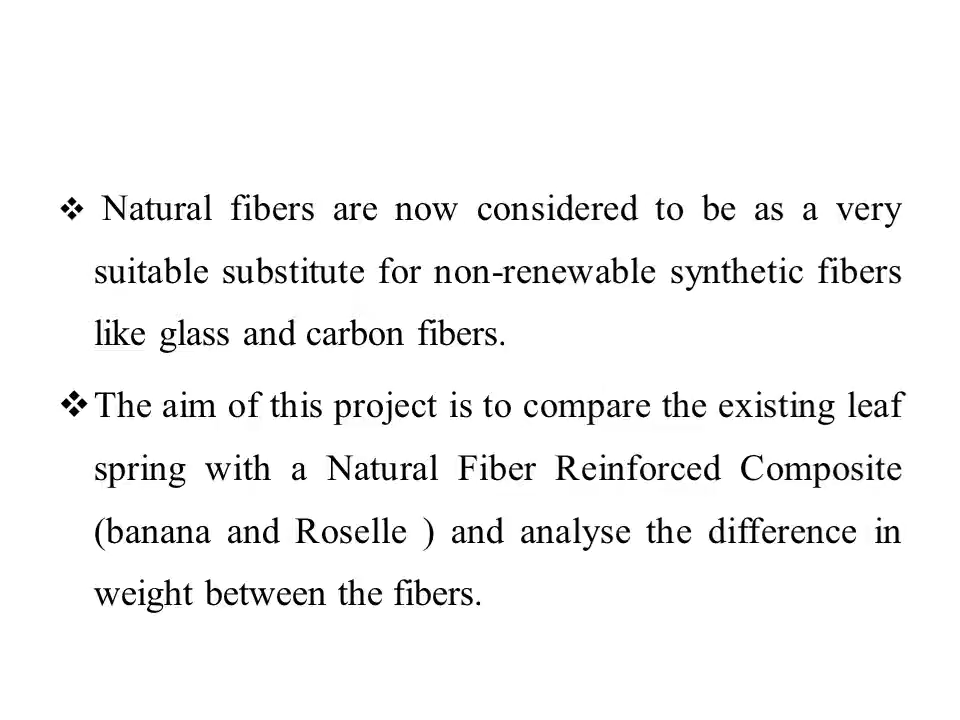 ❖ Natural fibers are now considered to be as a very
suitable substitute for non-renewable synthetic fibers
like glass and carbon fibers.
❖The aim of this project is to compare the existing leaf
spring with a Natural Fiber Reinforced Composite
(banana and Roselle ) and analyse the difference in
weight between the fibers.